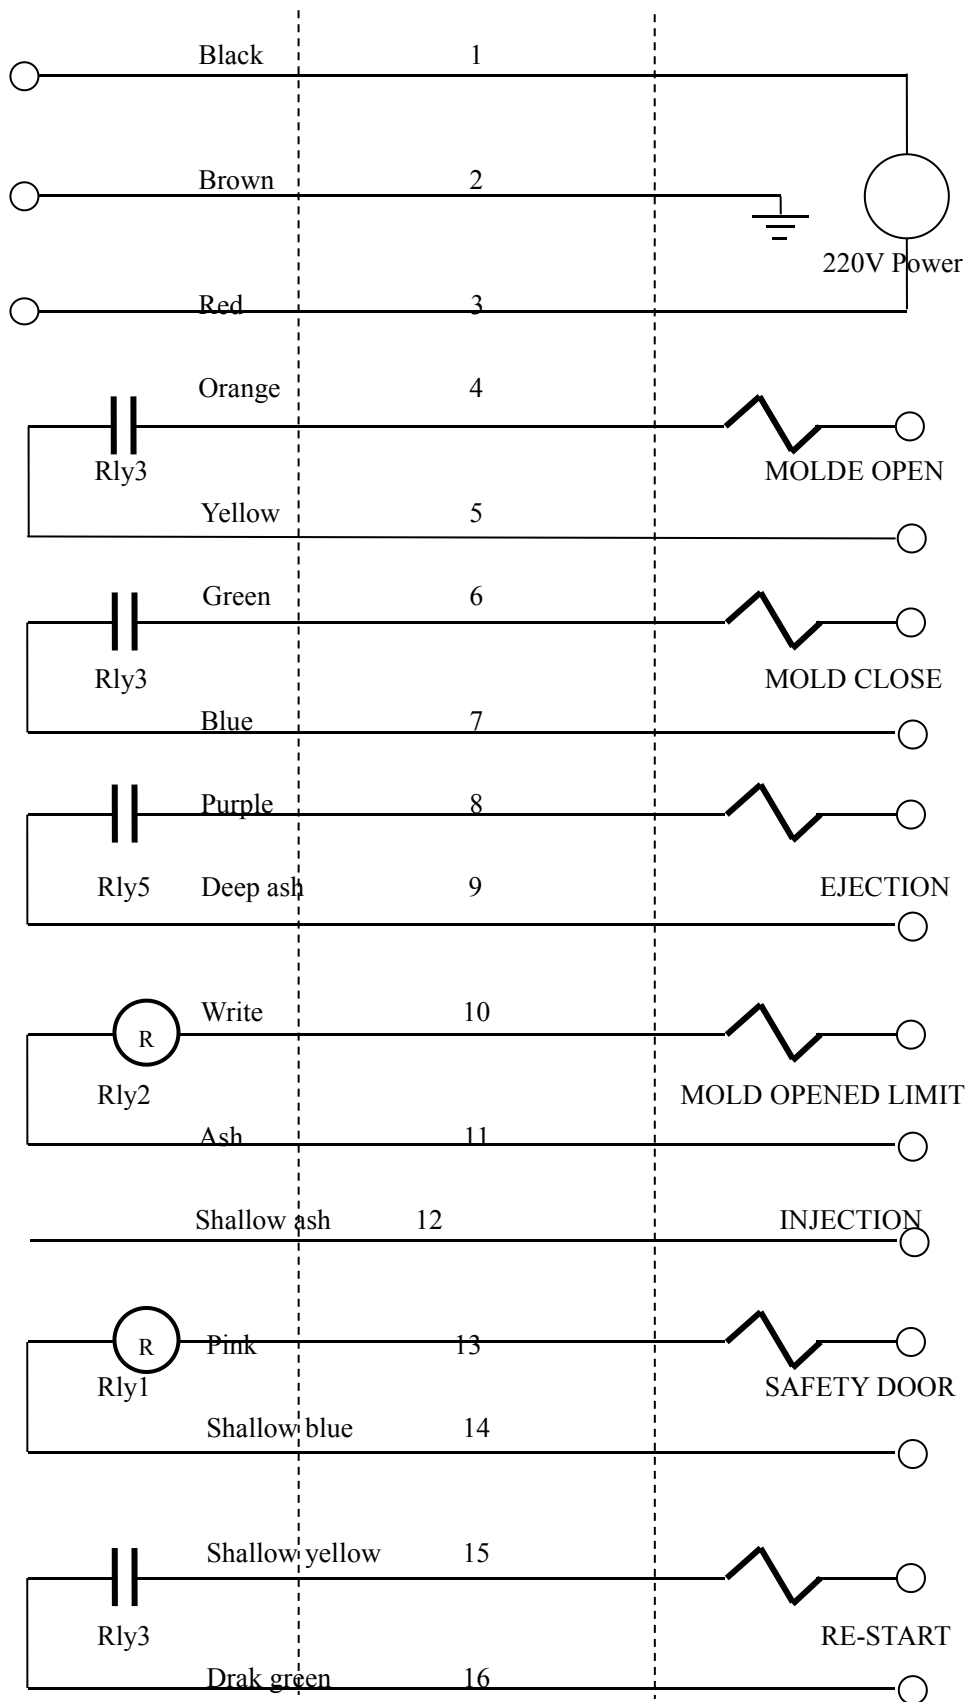 Black 1
Brown 2
220V Power
Red 3
Orange 4
Rly3 MOLDE OPEN
Yellow 5
Green 6
Rly3 MOLD CLOSE
Blue 7
Purple 8
Rly5 Deep ash 9 EJECTION
Write 10
R
Rly2 MOLD OPENED LIMIT
Ash 11
Shallow ash 12 INJECTION
R Pink 13
Rly1 SAFETY DOOR
Shallow blue 14
Shallow yellow 15
Rly3 RE-START
Drak green 16